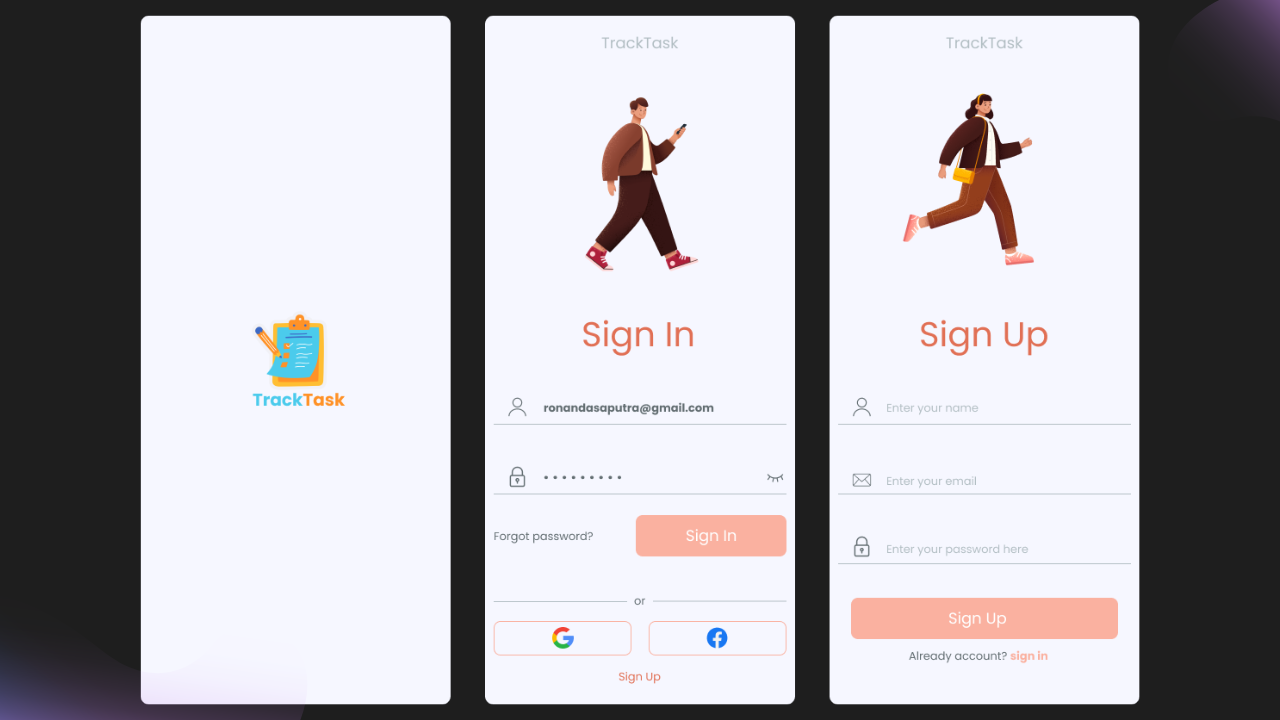 TrackTask
TrackTask
Sign In
ronandasaputra@gmail.com
•••••••••
Forgot password?
Sign In
or
Sign Up
TrackTask
Sign Up
Enter your name
Enter your email
Enter your password here
Sign Up
Already account? sign in